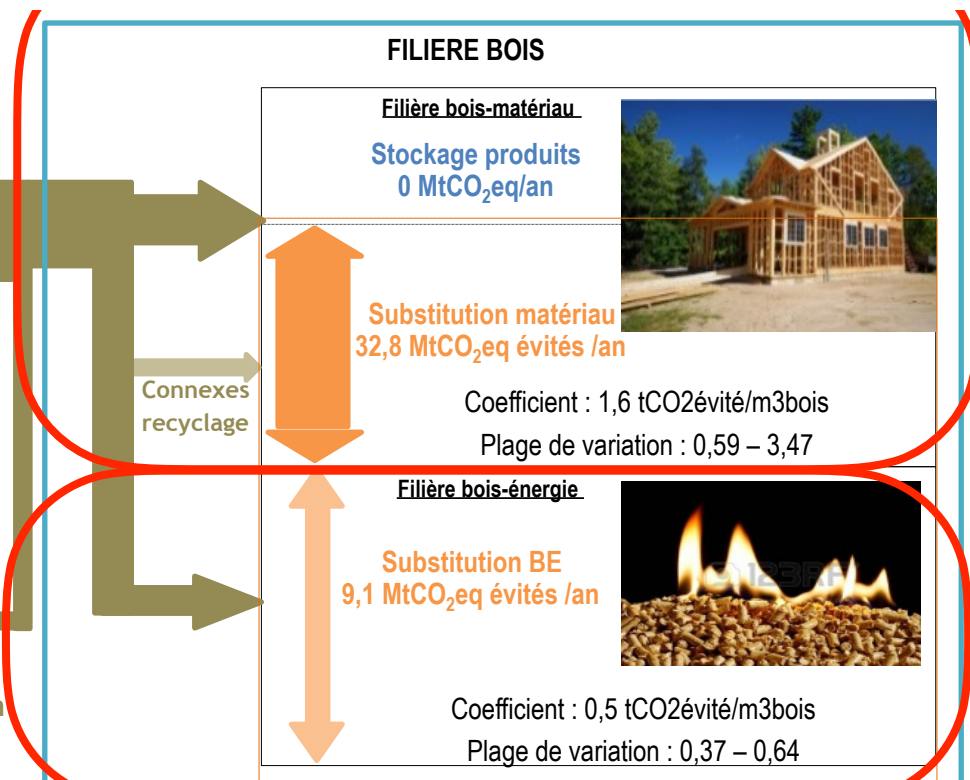 FILIERE BOIS
Filière bois-matériau
Stockage produits
0 MtCO₂eq/an
Substitution matériau
32,8 MtCO₂eq évités /an
Connexes
recyclage
Coefficient : 1,6 tCO2évité/m3bois
Plage de variation : 0,59 – 3,47
Filière bois-énergie
Substitution BE
9,1 MtCO₂eq évités /an
Coefficient : 0,5 tCO2évité/m3bois
Plage de variation : 0,37 – 0,64